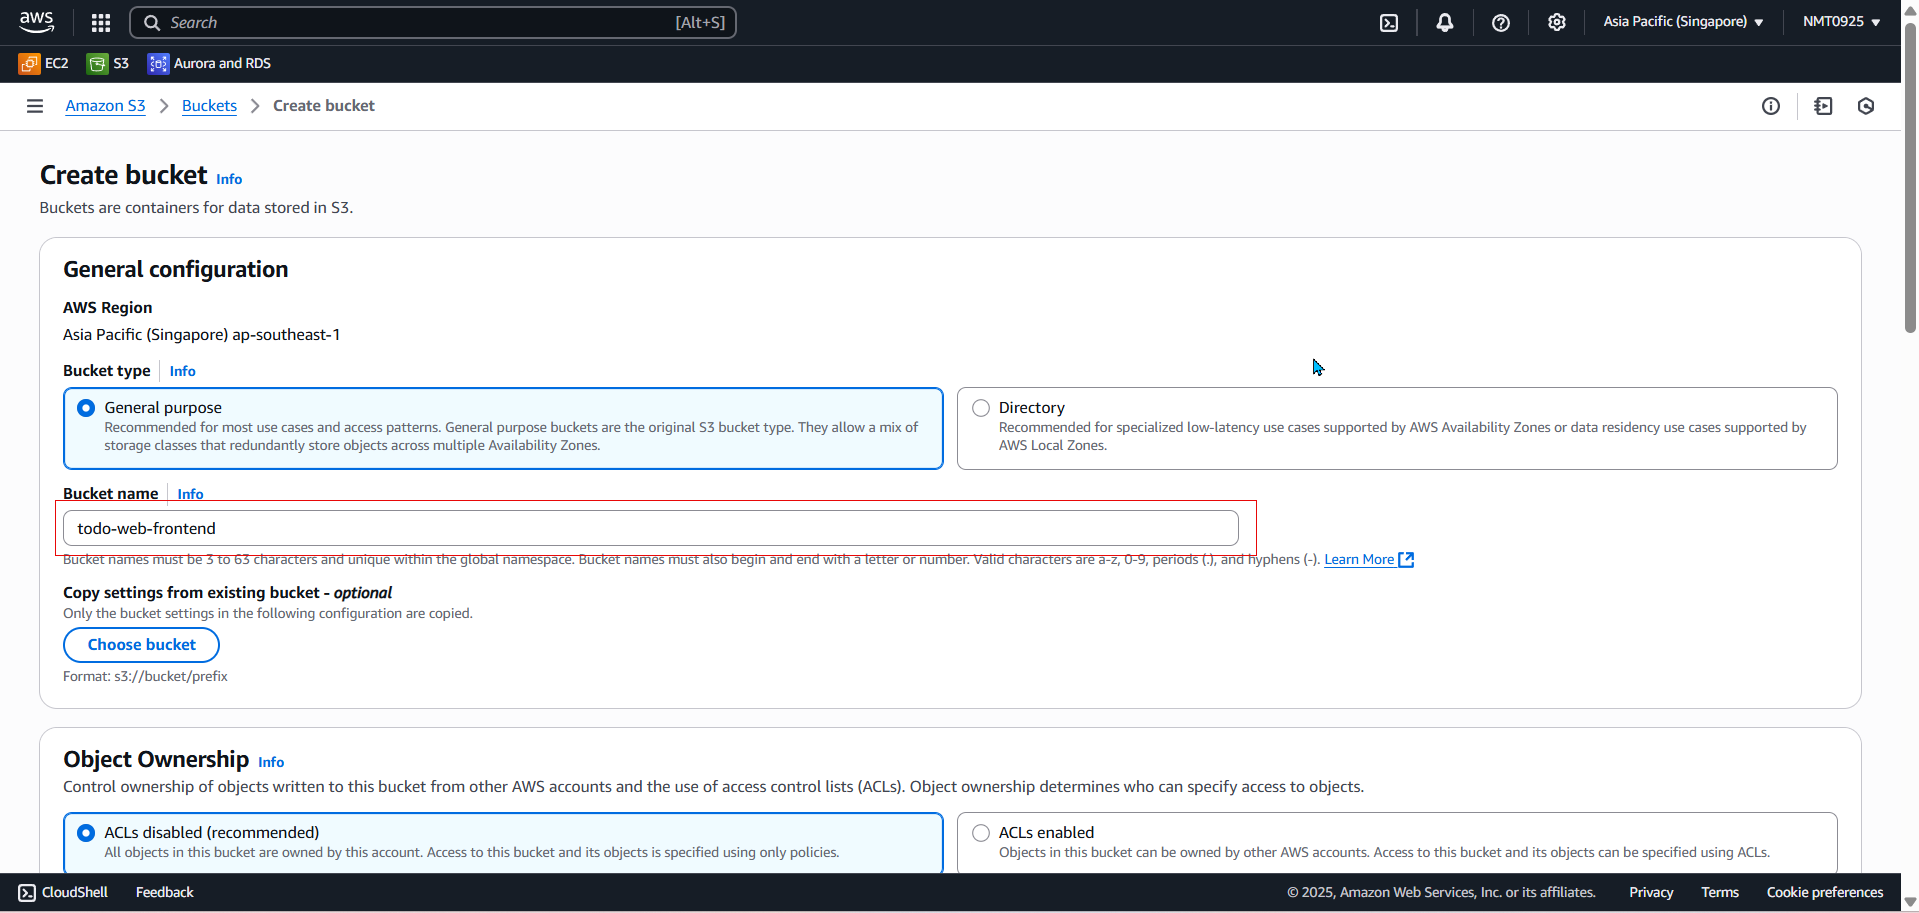 aws
Search [Alt+S]
Asia Pacific (Singapore)
NMT0925
EC2
S3
Aurora and RDS
Amazon S3
Buckets
Create bucket
Create bucket Info
Buckets are containers for data stored in S3.
General configuration
AWS Region
Asia Pacific (Singapore) ap-southeast-1
Bucket type Info
General purpose
Recommended for most use cases and access patterns. General purpose buckets are the original S3 bucket type. They allow a mix of
storage classes that redundantly store objects across multiple Availability Zones.
Directory
Recommended for specialized low-latency use cases supported by AWS Availability Zones or data residency use cases supported by
AWS Local Zones.
Bucket name Info
todo-web-frontend
Bucket names must be 3 to 63 characters and unique within the global namespace. Bucket names must also begin and end with a letter or number. Valid characters are a-z, 0-9, periods (.), and hyphens (-). Learn More
Copy settings from existing bucket - optional
Only the bucket settings in the following configuration are copied.
Choose bucket
Format: s3://bucket/prefix
Object Ownership Info
Control ownership of objects written to this bucket from other AWS accounts and the use of access control lists (ACLs). Object ownership determines who can specify access to objects.
ACLs disabled (recommended)
All objects in this bucket are owned by this account. Access to this bucket and its objects is specified using only policies.
ACLs enabled
Objects in this bucket can be owned by other AWS accounts. Access to this bucket and its objects can be specified using ACLs.
CloudShell
Feedback
© 2025, Amazon Web Services, Inc. or its affiliates.
Privacy
Terms
Cookie preferences